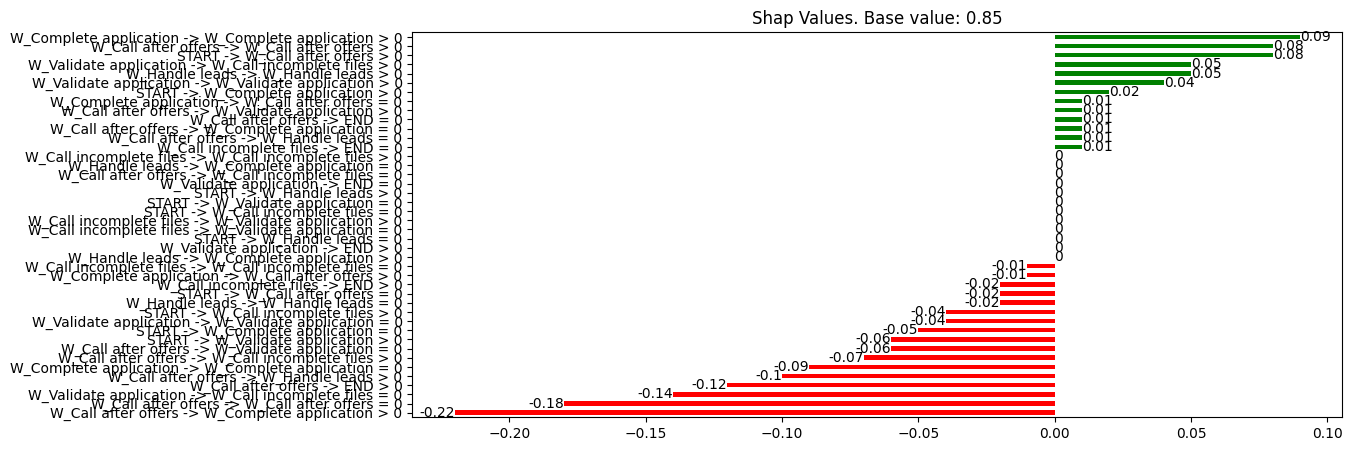 Shap Values. Base value: 0.85
W_Complete application -> W_Complete application > 0
W_Call after offers -> W_Call after offers > 0
START -> W_Call after offers > 0
W_Validate application -> W_Call incomplete files > 0
W_Handle leads -> W_Handle leads > 0
W_Validate application -> W_Validate application > 0
START -> W_Complete application > 0
W_Complete application -> W_Call after offers = 0
W_Call after offers -> W_Validate application > 0
W_Call after offers -> END = 0
W_Call after offers -> W_Complete application = 0
W_Call after offers -> W_Handle leads = 0
W_Call incomplete files -> END = 0
W_Call incomplete files -> W_Call incomplete files > 0
W_Handle leads -> W_Complete application = 0
W_Call after offers -> W_Call incomplete files = 0
W_Validate application -> END = 0
START -> W_Handle leads > 0
START -> W_Validate application = 0
START -> W_Call incomplete files = 0
W_Call incomplete files -> W_Validate application > 0
W_Call incomplete files -> W_Validate application = 0
START -> W_Handle leads = 0
W_Validate application -> END > 0
W_Handle leads -> W_Complete application > 0
W_Call incomplete files -> W_Call incomplete files = 0
W_Complete application -> W_Call after offers > 0
W_Call incomplete files -> END > 0
START -> W_Call after offers = 0
W_Handle leads -> W_Handle leads = 0
START -> W_Call incomplete files > 0
W_Validate application -> W_Validate application = 0
START -> W_Complete application = 0
START -> W_Validate application > 0
W_Call after offers -> W_Validate application = 0
W_Call after offers -> W_Call incomplete files > 0
W_Complete application -> W_Complete application = 0
W_Call after offers -> W_Handle leads > 0
W_Call after offers -> END > 0
W_Validate application -> W_Call incomplete files = 0
W_Call after offers -> W_Call after offers = 0
W_Call after offers -> W_Complete application > 0
0.09
0.08
0.08
0.05
0.05
0.04
0.02
0.01
0.01
0.01
0.01
0.01
0.01
0
0
0
0
0
0
0
0
0
0
0
0
-0.01
-0.01
-0.02
-0.02
-0.02
-0.04
-0.04
-0.05
-0.06
-0.06
-0.07
-0.09
-0.1
-0.12
-0.14
-0.18
-0.22
−0.20 −0.15 −0.10 −0.05 0.00 0.05 0.10